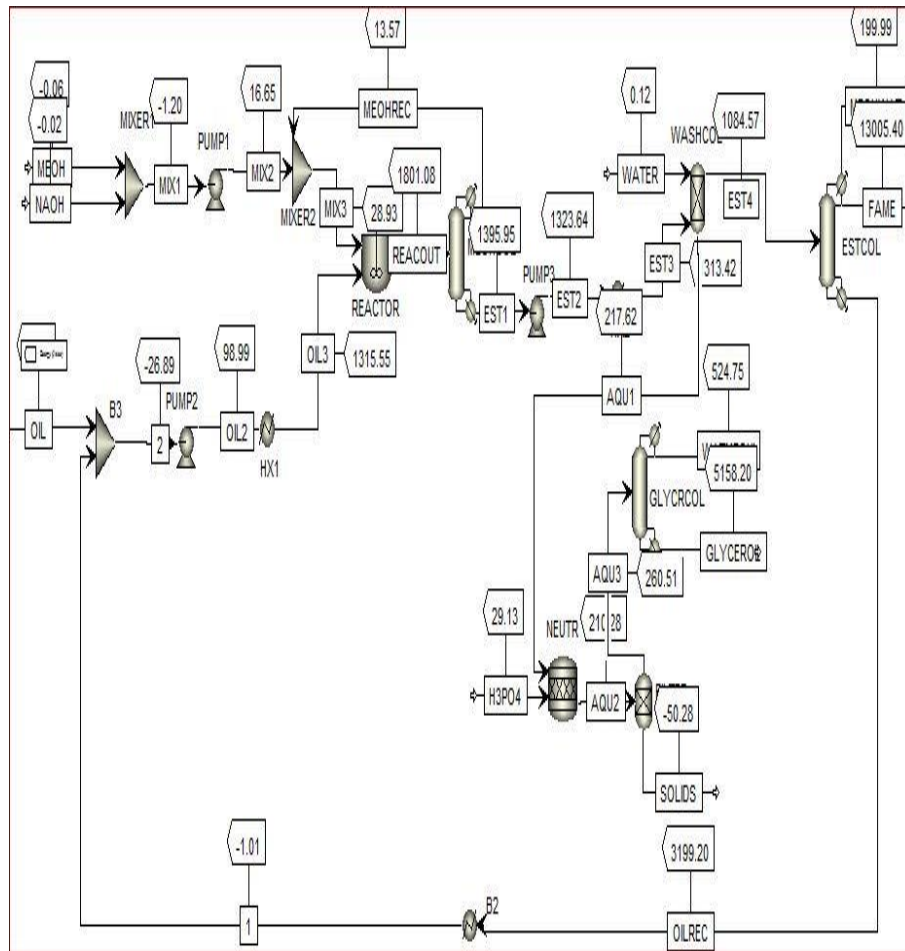 13.57
199.99
-0.06
-0.02
-1.20
16.65
0.12
1084.57
13005.40
MIXER1
PUMP1
MEOHREC
WASHCOL
MEOH
NAOH
MIX1
MIX2
WATER
EST4
FAME
MIXER2
MIX3
1801.08
28.93
REACOUT
1395.95
1323.64
EST3
313.42
ESTCOL
REACTOR
EST1
PUMP3
EST2
217.62
OIL3
1315.55
AQU1
524.75
-26.89
98.99
OIL
B3
2
PUMP2
OIL2
HX1
5158.20
GLYCRCOL
GLYCEROL
AQU3
260.51
29.13
NEUTR
210.28
H3PO4
AQU2
-50.28
SOLIDS
-1.01
3199.20
1
B2
OILREC